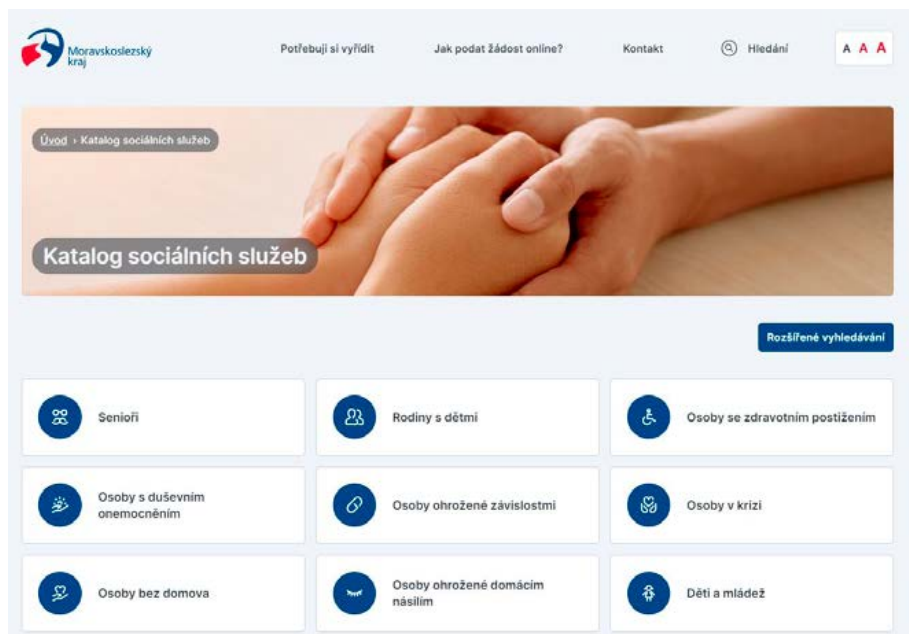 Moravskoslezský
kraj
Potřebuji si vyřídit
Jak podat žádost online?
Kontakt
Hledání
A A A
Úvod › Katalog sociálních služeb
Katalog sociálních služeb
Rozšířené vyhledávání
Senioři
Rodiny s dětmi
Osoby se zdravotním postižením
Osoby s duševním
onemocněním
Osoby ohrožené závislostmi
Osoby v krizi
Osoby bez domova
Osoby ohrožené domácím
násilím
Děti a mládež